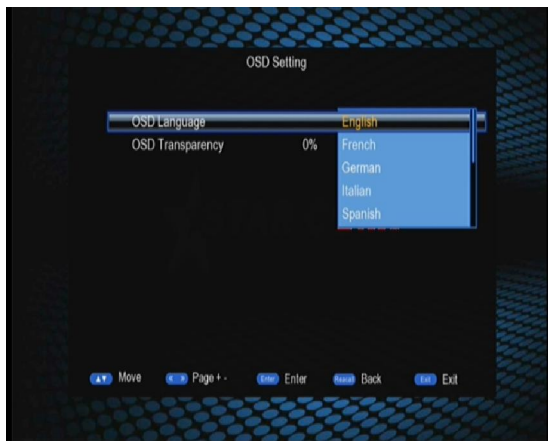 OSD Setting
OSD Language English
OSD Transparency 0% French
German
Italian
Spanish
Move Page + - Enter Enter Recall Back Exit Exit